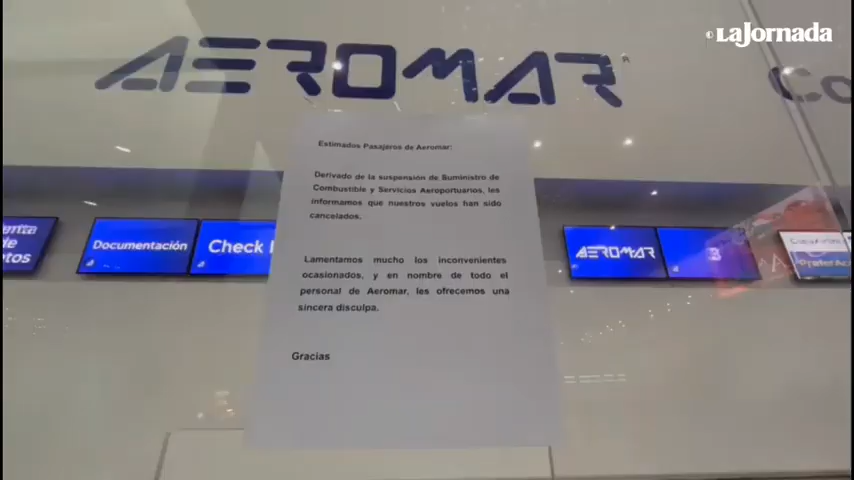 LaJornada
AEROMAR
Co
Estimados Pasajeros de Aeromar:
Derivado de la suspensión de Suministro de
Combustible y Servicios Aeroportuarios, les
informamos que nuestros vuelos han sido
cancelados.
Lamentamos mucho los inconvenientes
ocasionados, y en nombre de todo el
personal de Aeromar, les ofrecemos una
sincera disculpa.
Gracias
de
Documentación
Check
AEROMAR